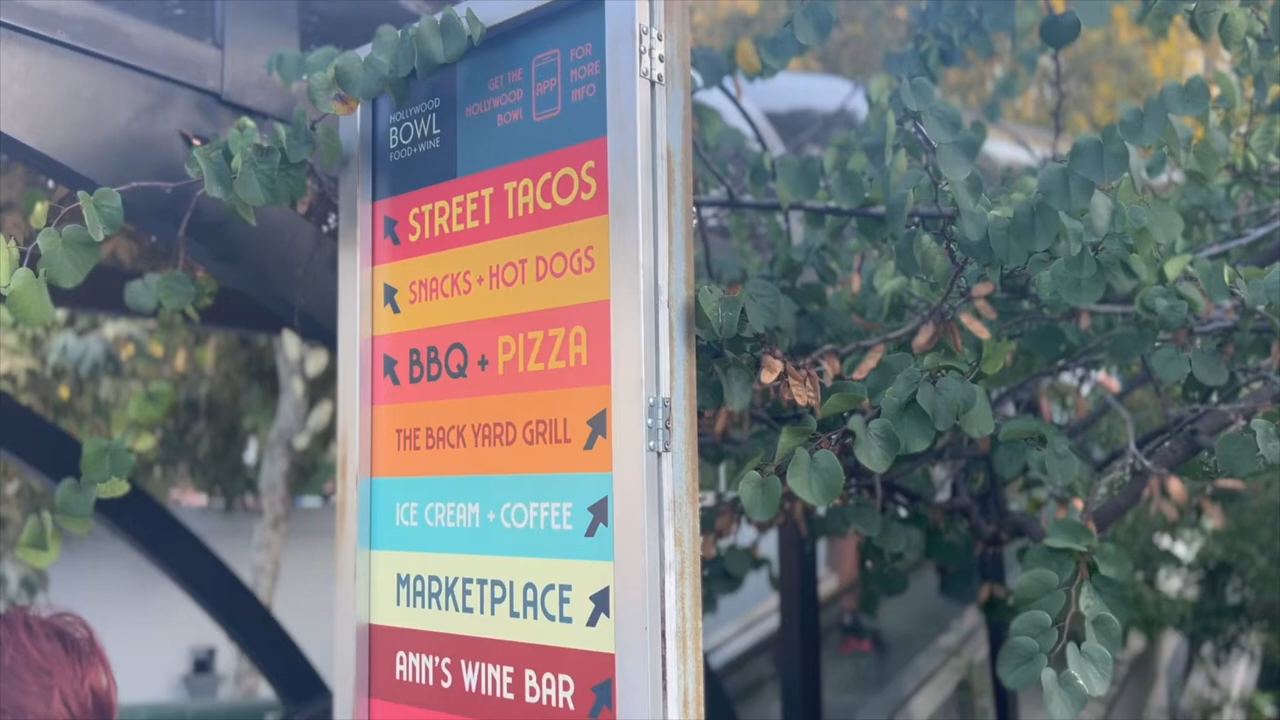 HOLLYWOOD
BOWL
FOOD+WINE
GET THE
HOLLYWOOD
BOWL
APP
FOR
MORE
INFO
STREET TACOS
SNACKS + HOT DOGS
BBQ + PIZZA
THE BACK YARD GRILL
ICE CREAM + COFFEE
MARKETPLACE
ANN'S WINE BAR